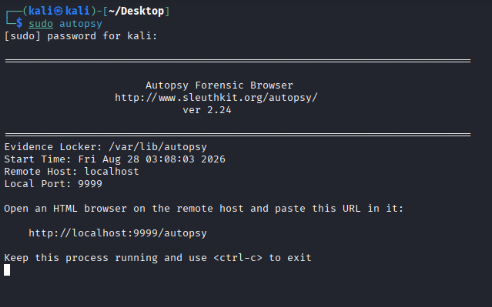 ┌──(kali㉿kali)-[~/Desktop]
└─$ sudo autopsy
[sudo] password for kali:
============================================================================
Autopsy Forensic Browser
http://www.sleuthkit.org/autopsy/
ver 2.24
============================================================================
Evidence Locker: /var/lib/autopsy
Start Time: Fri Aug 28 03:08:03 2026
Remote Host: localhost
Local Port: 9999
Open an HTML browser on the remote host and paste this URL in it:
http://localhost:9999/autopsy
Keep this process running and use <ctrl-c> to exit